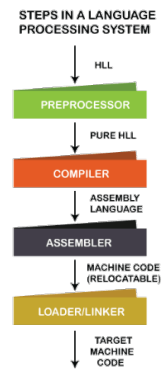 STEPS IN A LANGUAGE
PROCESSING SYSTEM
HLL
PREPROCESSOR
PURE HLL
COMPILER
ASSEMBLY
LANGUAGE
ASSEMBLER
MACHINE CODE
(RELOCATABLE)
LOADER/LINKER
TARGET
MACHINE
CODE